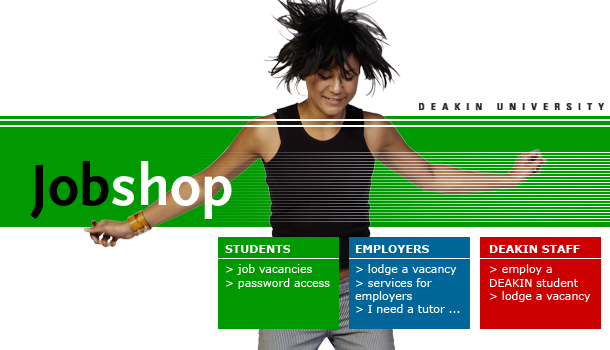 DEAKIN UNIVERSITY
Jobshop
STUDENTS
> job vacancies
> password access
EMPLOYERS
> lodge a vacancy
> services for
employers
> I need a tutor ...
DEAKIN STAFF
> employ a
DEAKIN student
> lodge a vacancy